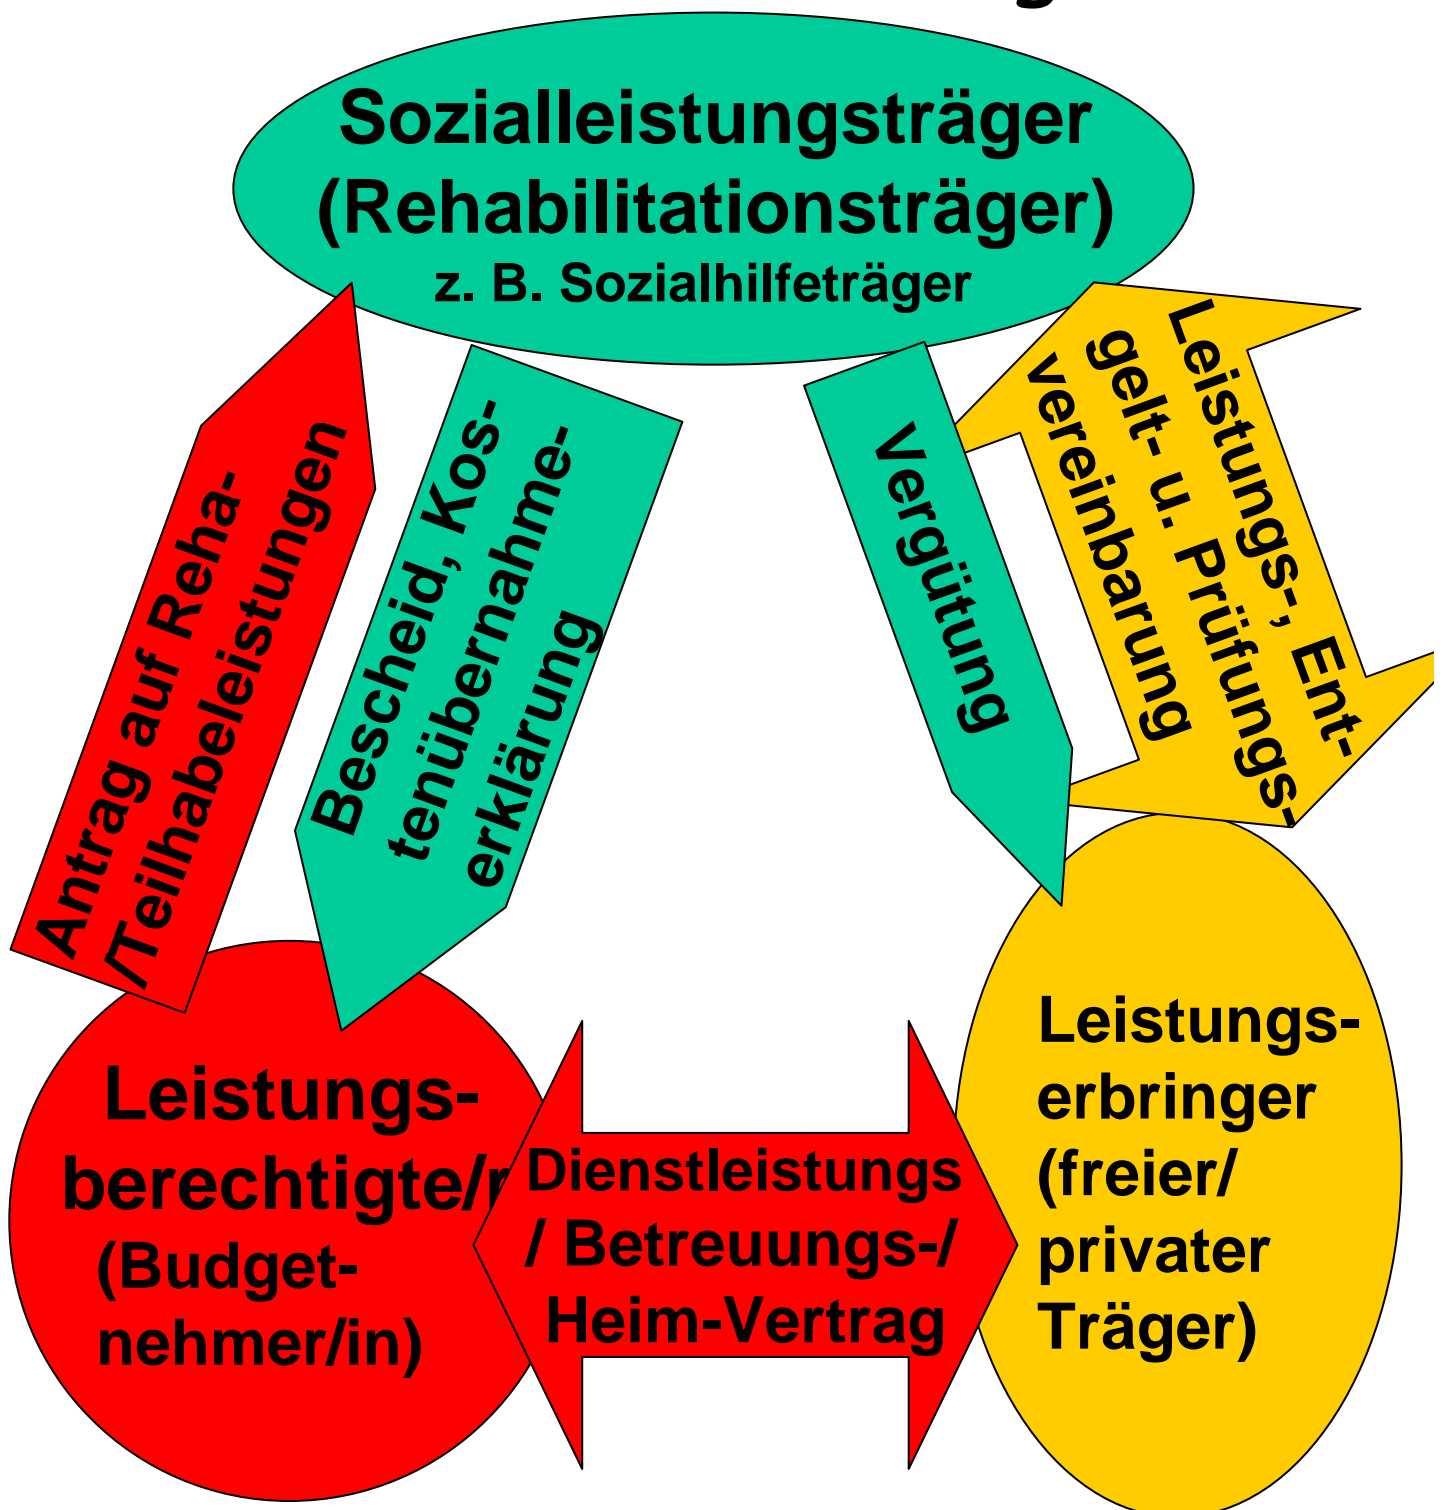 Sozialleistungsträger
(Rehabilitationsträger)
z. B. Sozialhilfeträger
Antrag auf Reha-
/Teilhabeleistungen
Bescheid, Kos-
tenübernahme-
erklärung
Vergütung
Leistungs-, Ent-
gelt- u. Prüfungs-
vereinbarung
Leistungs-
berechtigte/r
(Budget-
nehmer/in)
Dienstleistungs
/ Betreuungs-/
Heim-Vertrag
Leistungs-
erbringer
(freier/
privater
Träger)